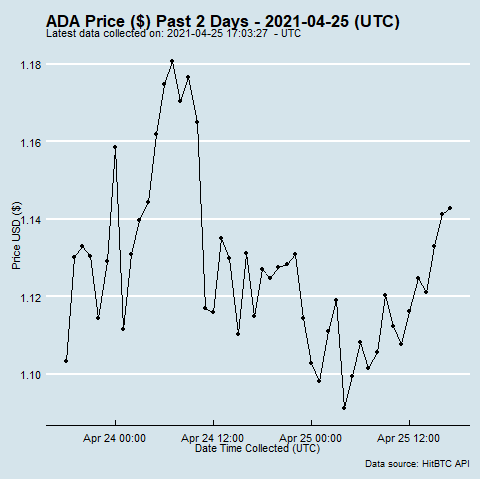 ADA Price ($) Past 2 Days - 2021-04-25 (UTC)
Latest data collected on: 2021-04-25 17:03:27 - UTC
1.18
1.16
1.14
1.12
1.10
Price USD ($)
Apr 24 00:00 Apr 24 12:00 Apr 25 00:00 Apr 25 12:00
Date Time Collected (UTC)
Data source: HitBTC API